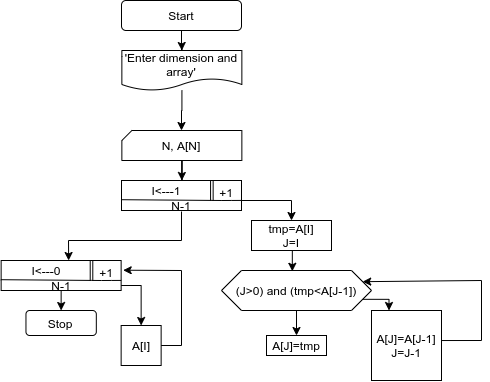 Start
'Enter dimension and
array'
N, A[N]
I<---1
+1
N-1
tmp=A[I]
J=I
I<---0
+1
N-1
(J>0) and (tmp<A[J-1])
Stop
A[I]
A[J]=tmp
A[J]=A[J-1]
J=J-1